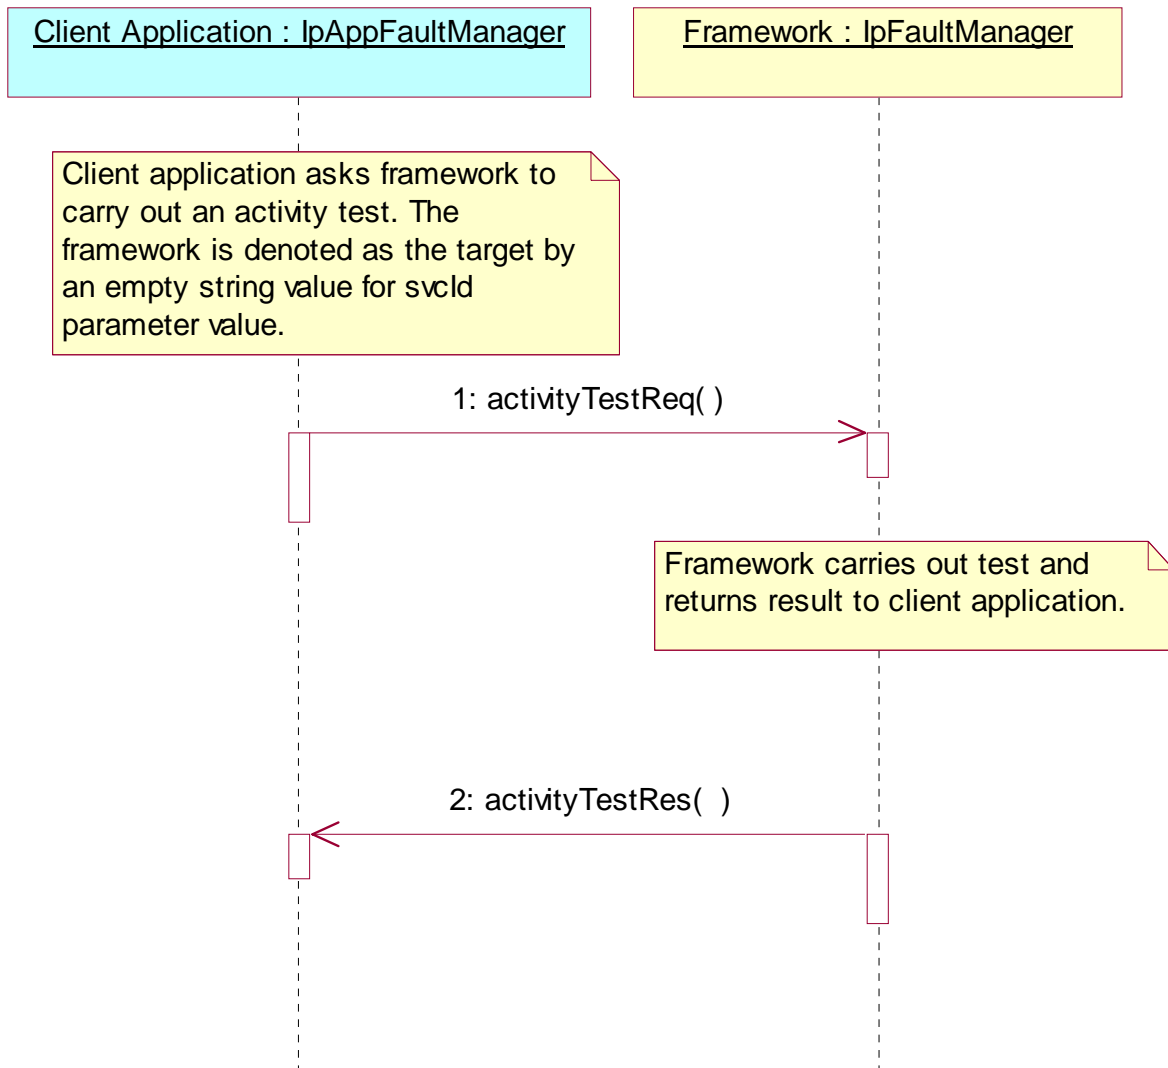 Client Application : IpAppFaultManager
Framework : IpFaultManager
Client application asks framework to
carry out an activity test. The
framework is denoted as the target by
an empty string value for svcId
parameter value.
1: activityTestReq( )
Framework carries out test and
returns result to client application.
2: activityTestRes(  )